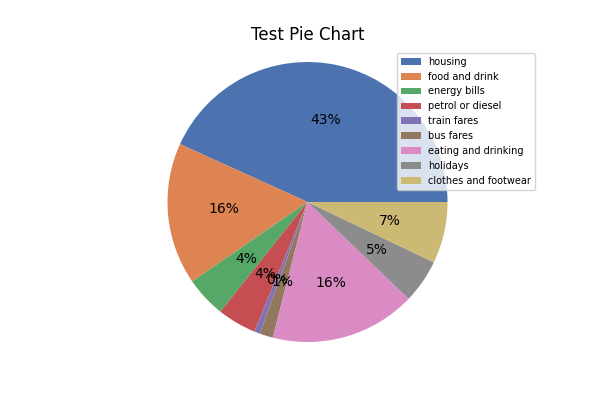 Test Pie Chart
housing
food and drink
energy bills
petrol or diesel
train fares
bus fares
eating and drinking
holidays
clothes and footwear
43%
16%
4%
4%
0%
1%
16%
5%
7%